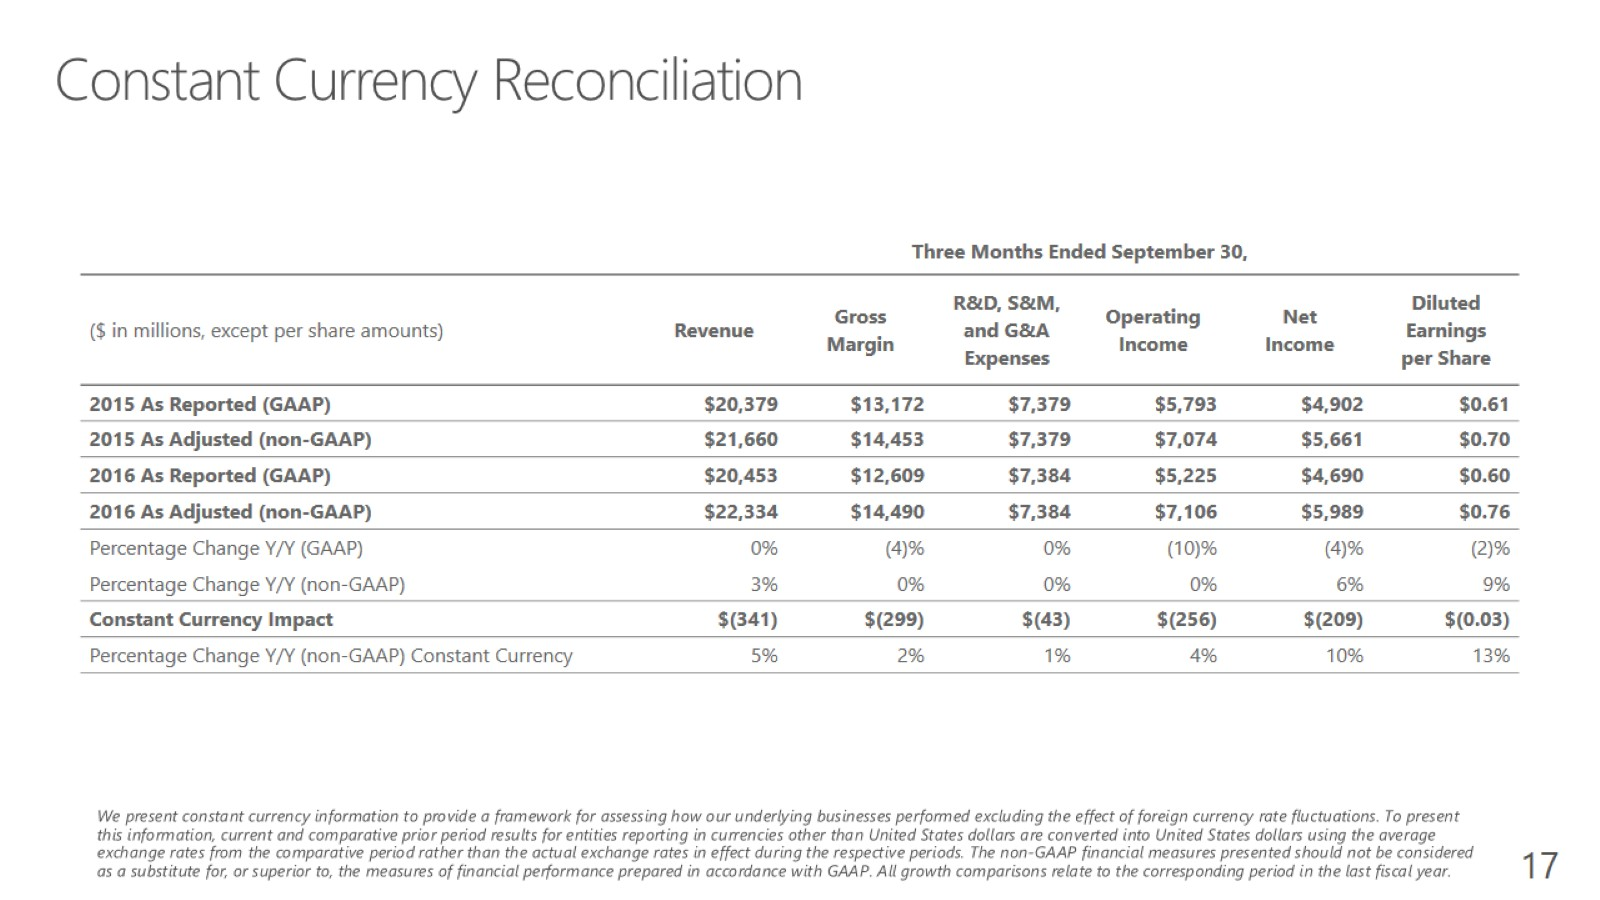 Constant Currency Reconciliation
Three Months Ended September 30,
($ in millions, except per share amounts) Revenue Gross Margin R&D, S&M, and G&A Expenses Operating Income Net Income Diluted Earnings per Share
2015 As Reported (GAAP) $20,379 $13,172 $7,379 $5,793 $4,902 $0.61
2015 As Adjusted (non-GAAP) $21,660 $14,453 $7,379 $7,074 $5,661 $0.70
2016 As Reported (GAAP) $20,453 $12,609 $7,384 $5,225 $4,690 $0.60
2016 As Adjusted (non-GAAP) $22,334 $14,490 $7,384 $7,106 $5,989 $0.76
Percentage Change Y/Y (GAAP) 0% (4)% 0% (10)% (4)% (2)%
Percentage Change Y/Y (non-GAAP) 3% 0% 0% 0% 6% 9%
Constant Currency Impact $(341) $(299) $(43) $(256) $(209) $(0.03)
Percentage Change Y/Y (non-GAAP) Constant Currency 5% 2% 1% 4% 10% 13%
We present constant currency information to provide a framework for assessing how our underlying businesses performed excluding the effect of foreign currency rate fluctuations. To present
this information, current and comparative prior period results for entities reporting in currencies other than United States dollars are converted into United States dollars using the average
exchange rates from the comparative period rather than the actual exchange rates in effect during the respective periods. The non-GAAP financial measures presented should not be considered
as a substitute for, or superior to, the measures of financial performance prepared in accordance with GAAP. All growth comparisons relate to the corresponding period in the last fiscal year.
17